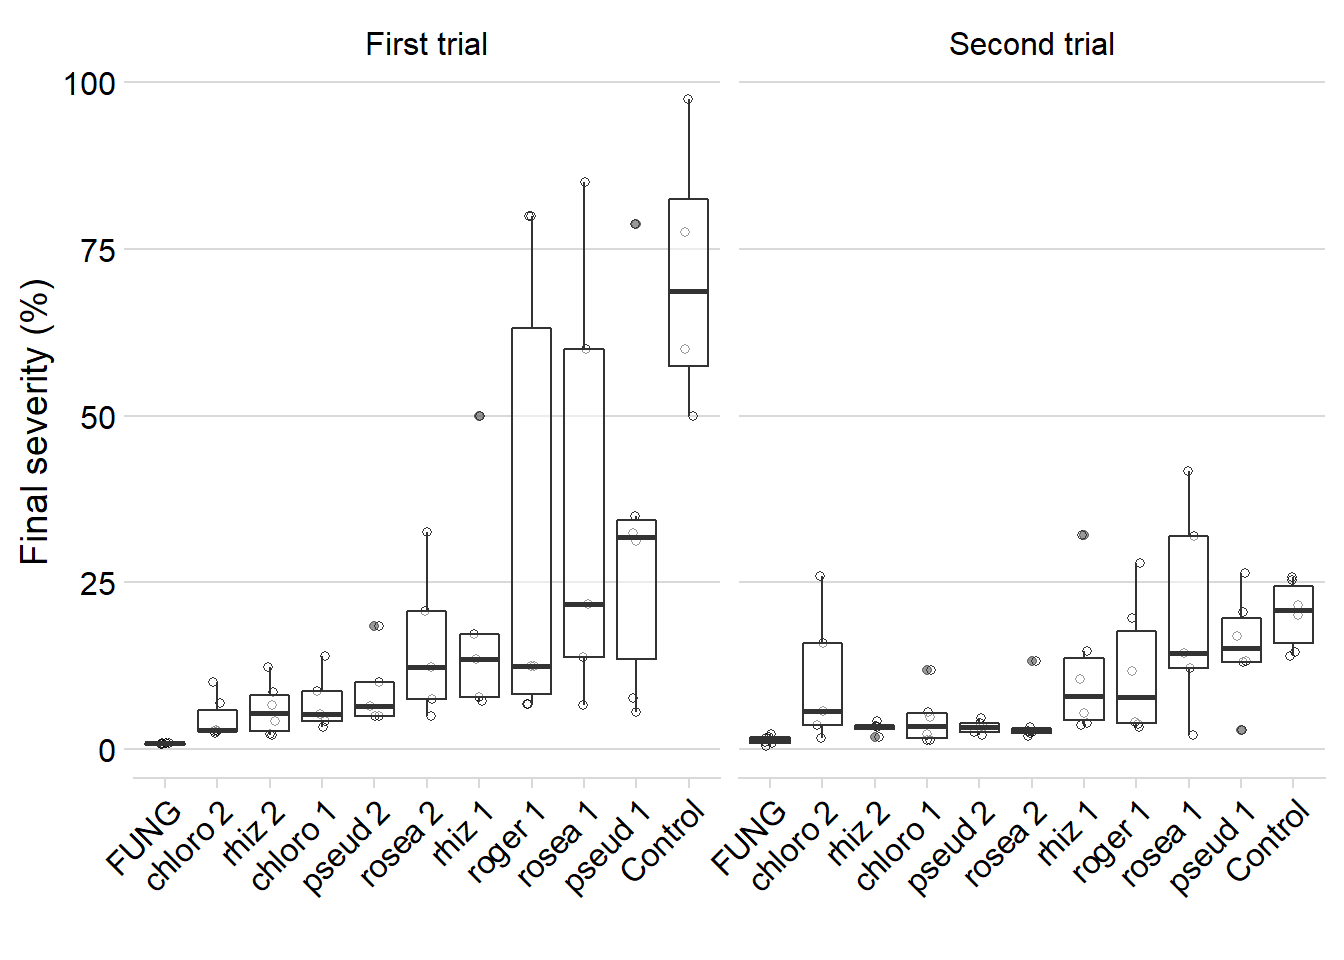 First trial
Second trial
Final severity (%)
100
75
50
25
0
FUNG
chloro 2
rhiz 2
chloro 1
pseud 2
rosea 2
rhiz 1
roger 1
rosea 1
pseud 1
Control
FUNG
chloro 2
rhiz 2
chloro 1
pseud 2
rosea 2
rhiz 1
roger 1
rosea 1
pseud 1
Control